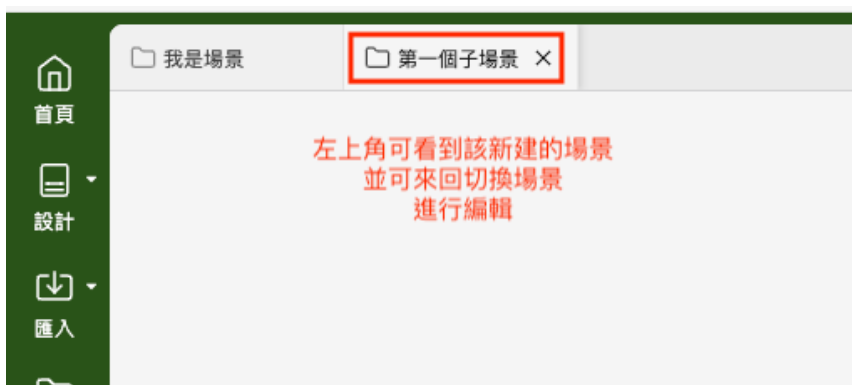 我是場景
第一個子場景
首頁
左上角可看到該新建的場景
並可來回切換場景
進行編輯
設計
匯入